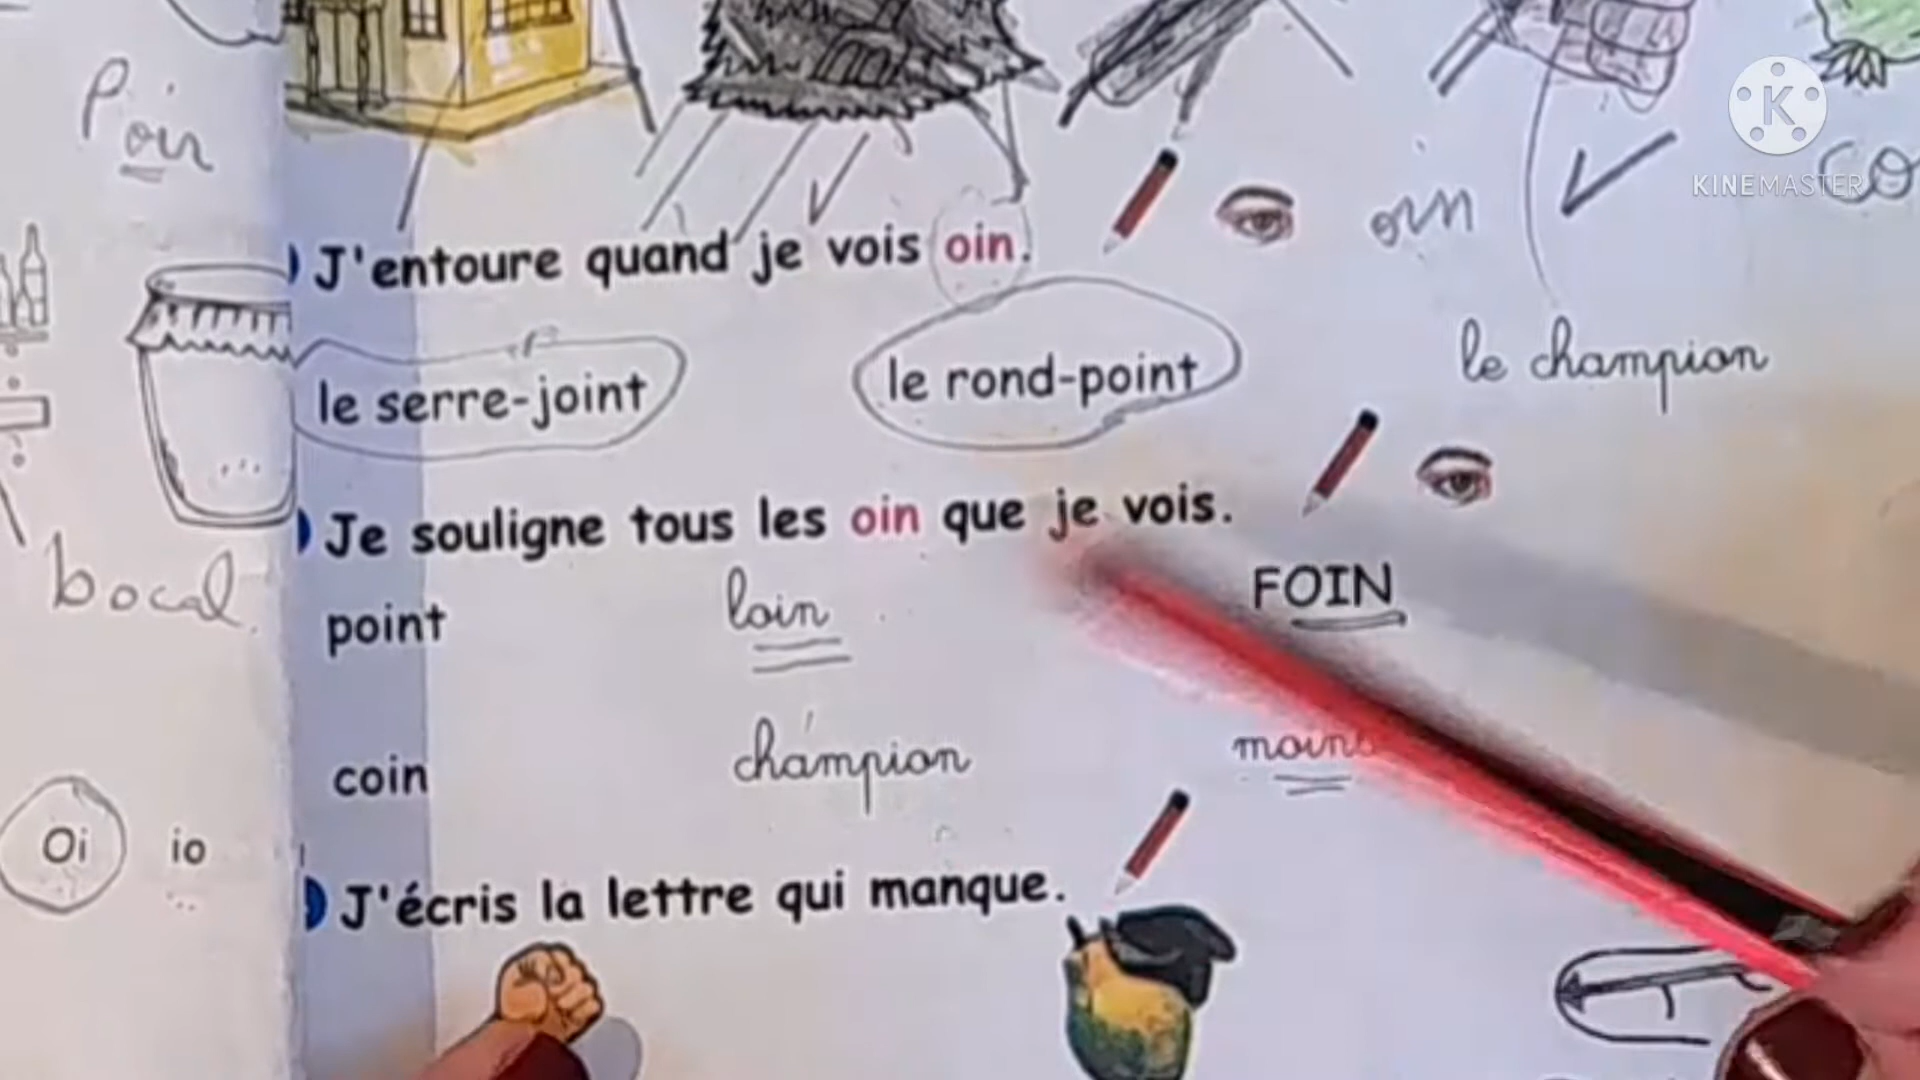 Poin
KINEMASTER
J'entoure quand je vois oin.
oin
le serre-joint
le rond-point
le champion
Je souligne tous les oin que je vois.
bocal
point
loin
FOIN
coin
champion
Oi
io
J'écris la lettre qui manque.